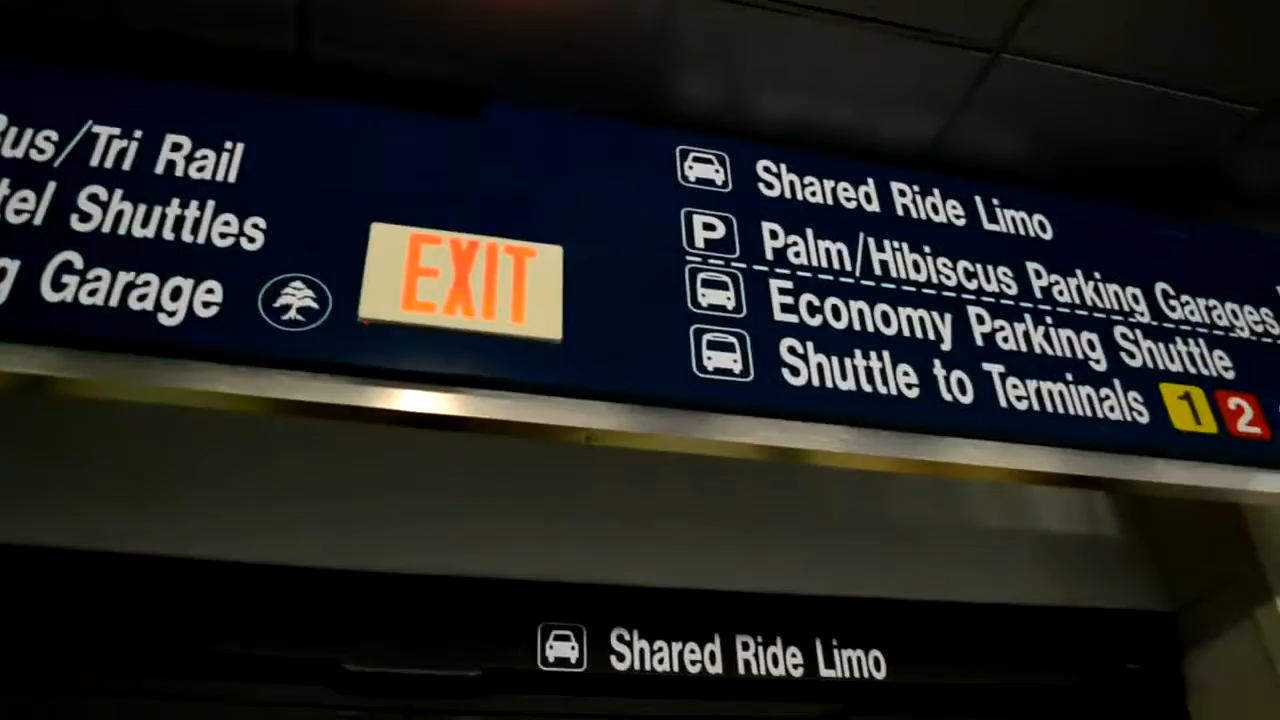 us/Tri Rail
tel Shuttles
g Garage
EXIT
Shared Ride Limo
P Palm/Hibiscus Parking Garages
Economy Parking Shuttle
Shuttle to Terminals 1 2
Shared Ride Limo